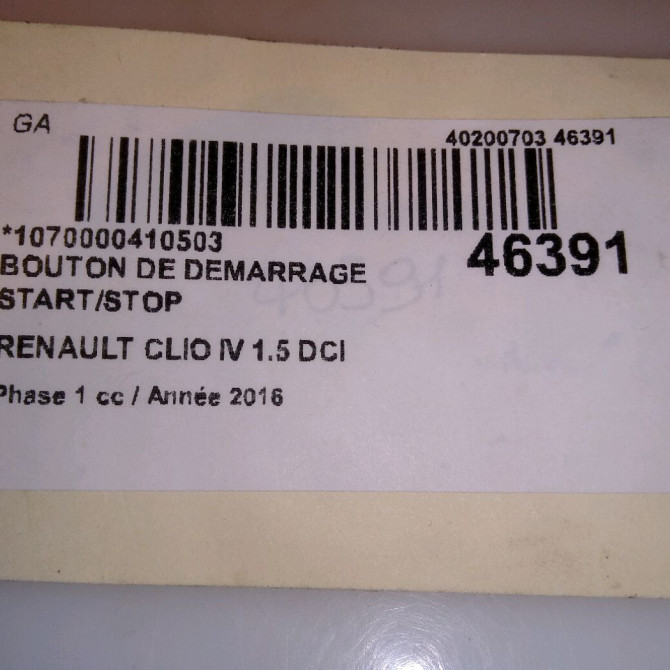 GA
40200703 46391
*1070000410503
46391
BOUTON DE DEMARRAGE
START/STOP
RENAULT CLIO IV 1.5 DCI
Phase 1 cc / Année 2016
46391